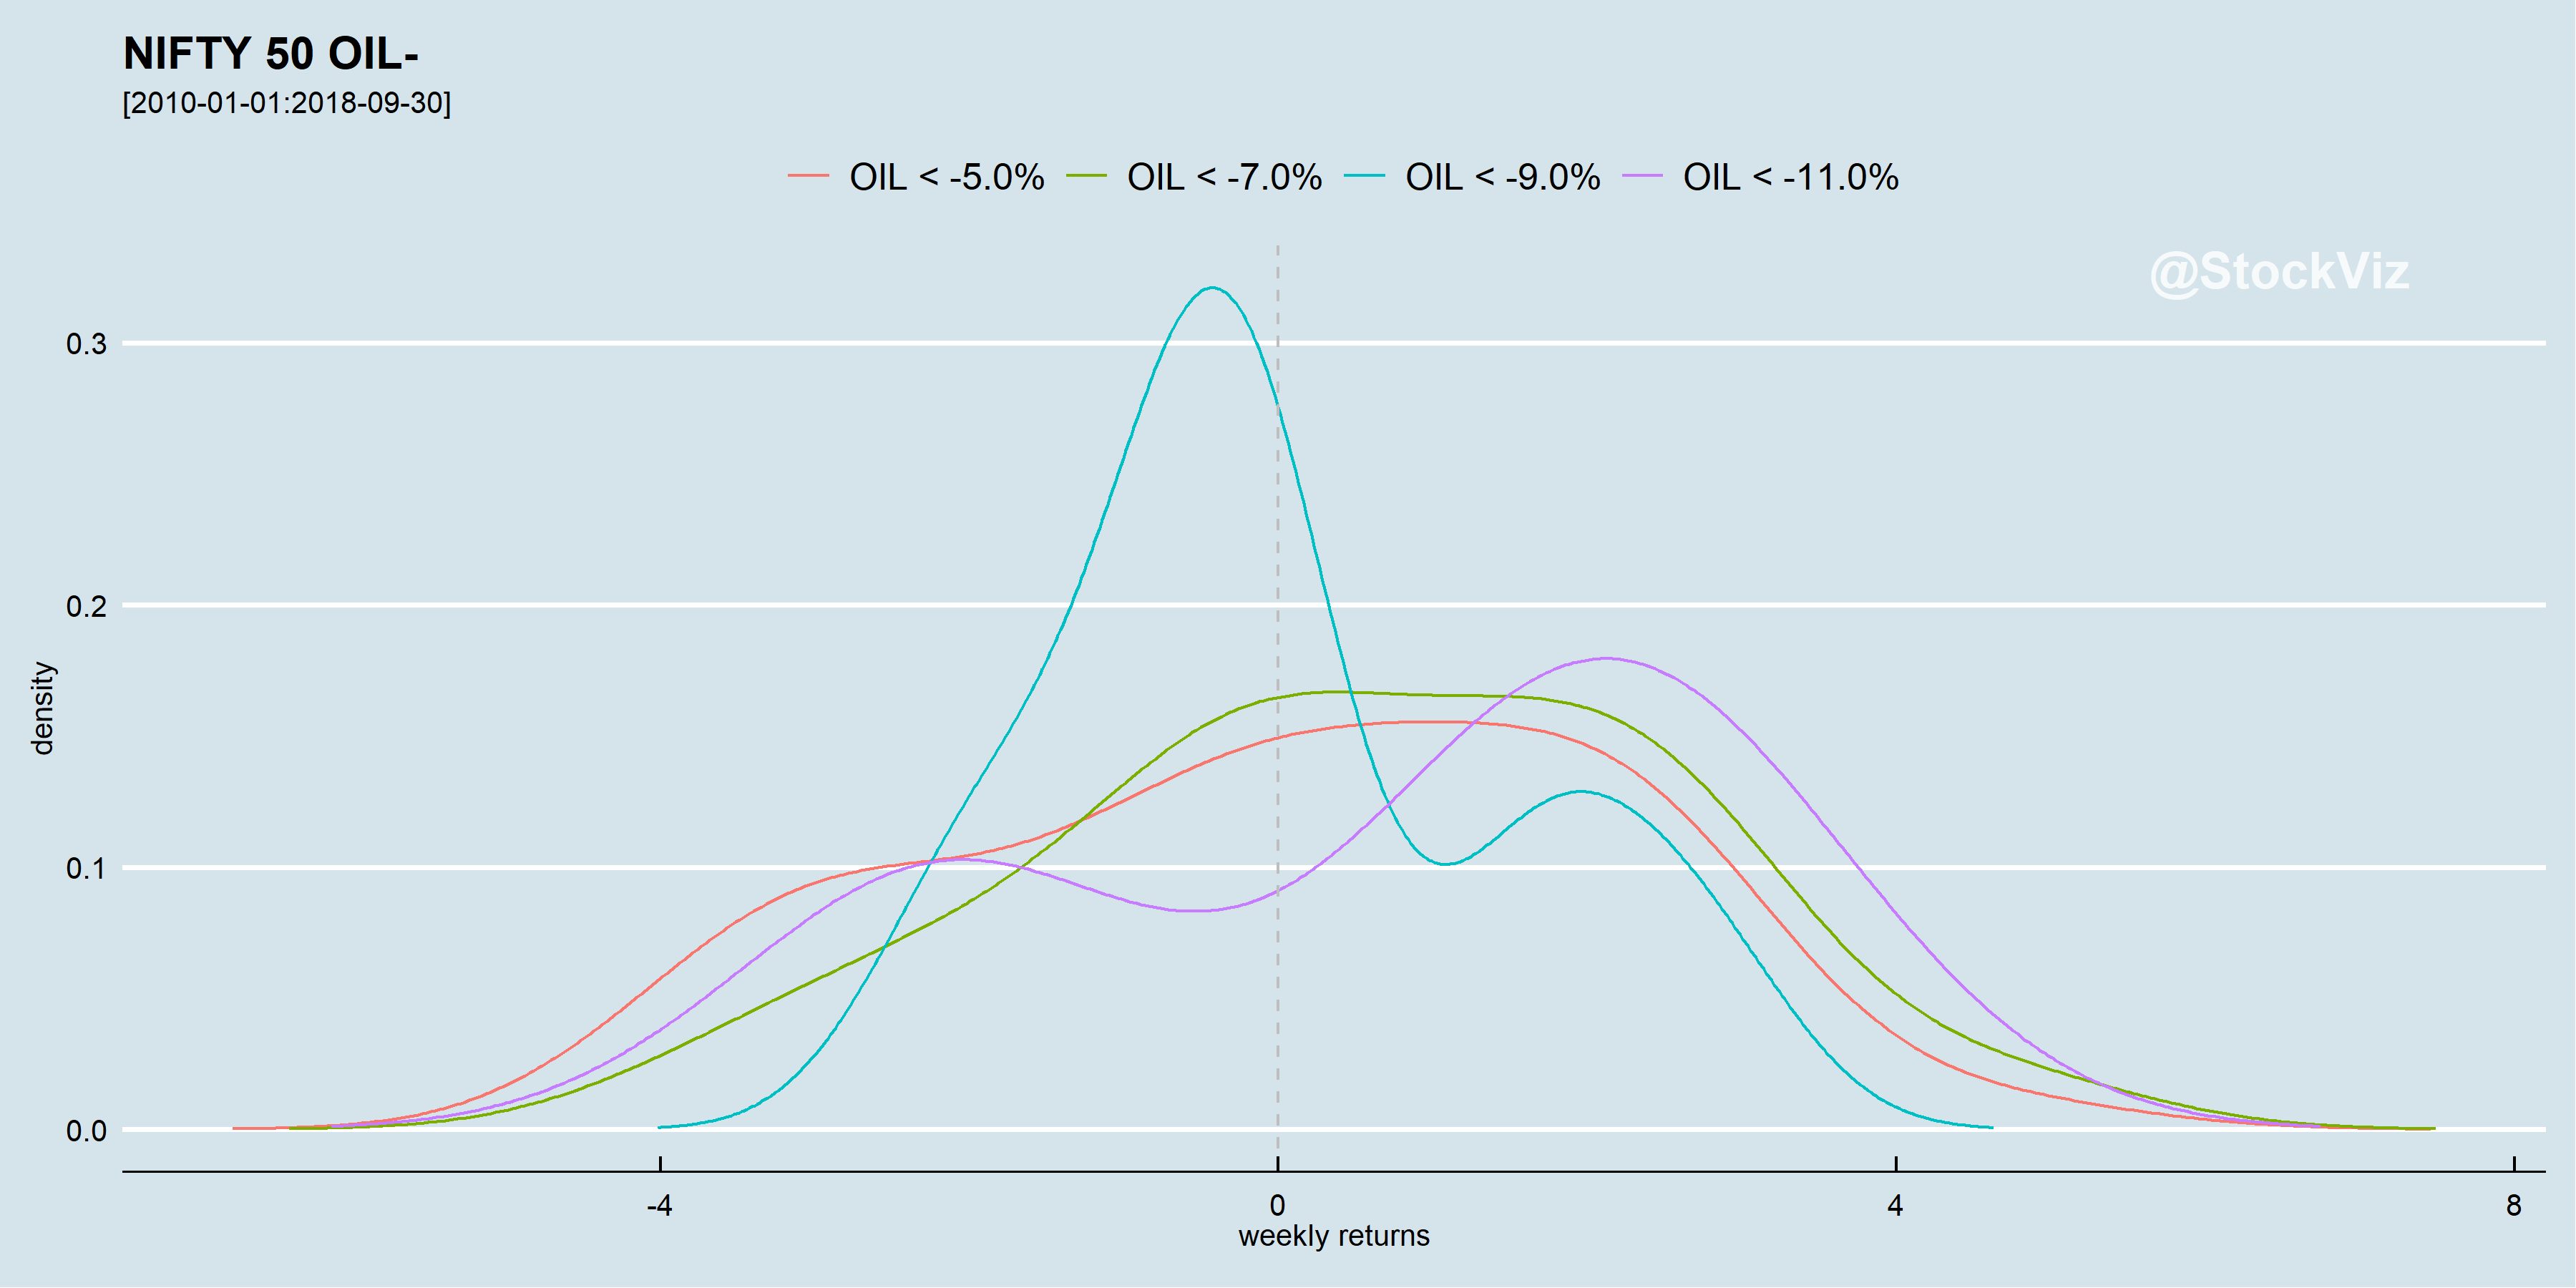 NIFTY 50 OIL-
[2010-01-01:2018-09-30]
OIL < -5.0% OIL < -7.0% OIL < -9.0% OIL < -11.0%
@StockViz
0.3
0.2
0.1
0.0
density
-4 0 4 8
weekly returns